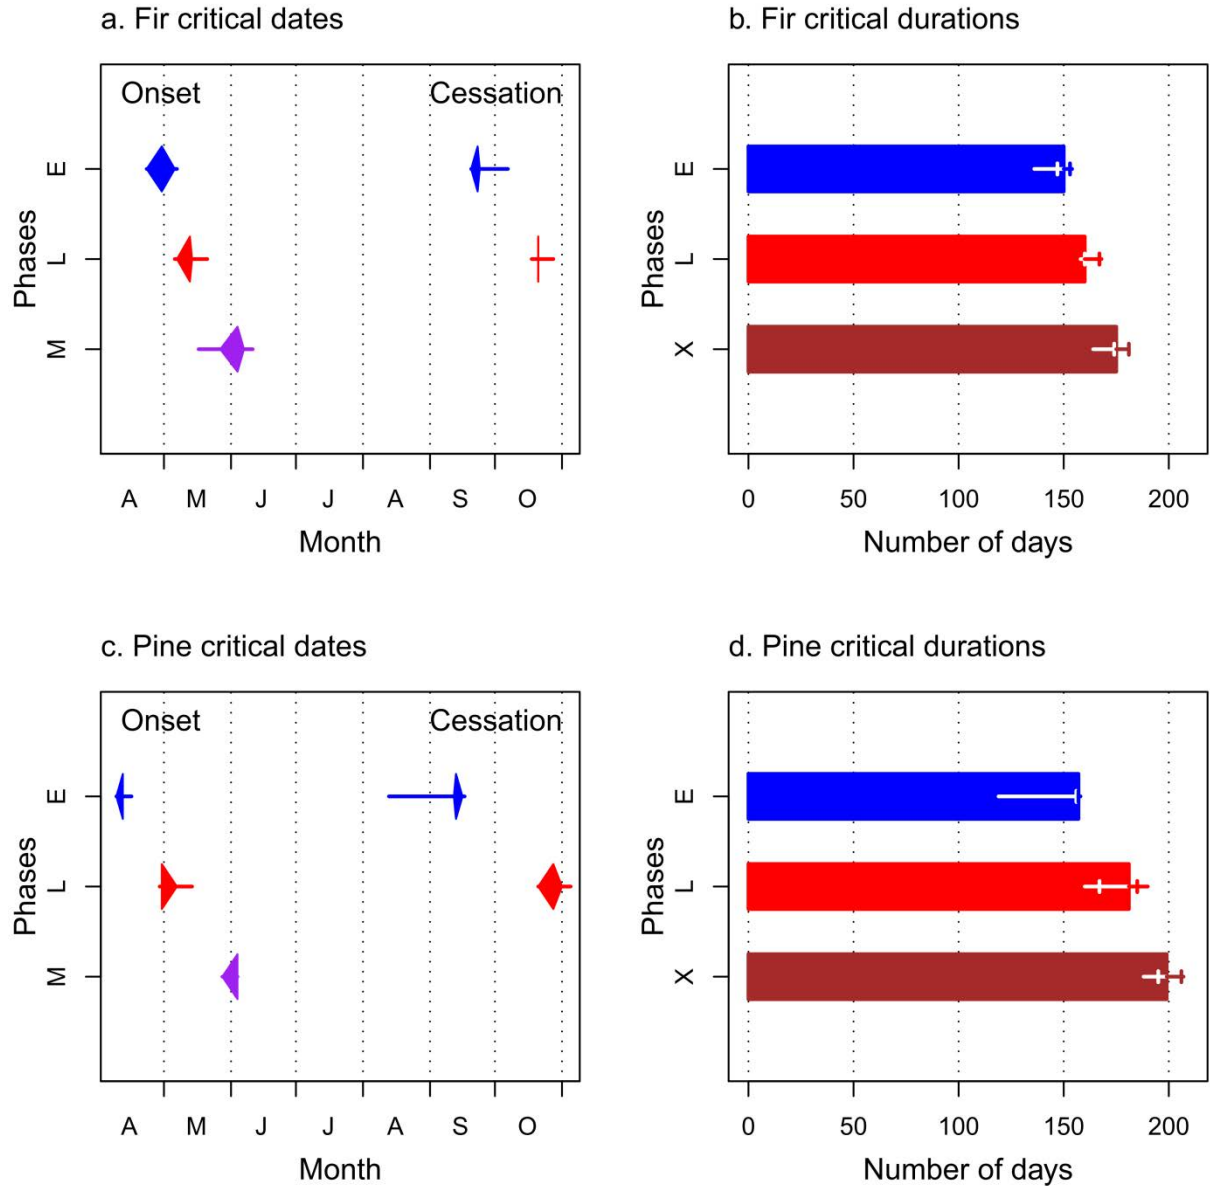 a. Fir critical dates
Onset Cessation
E
L
M
Phases
A M J J A S O
Month
b. Fir critical durations
E
L
X
Phases
0 50 100 150 200
Number of days
c. Pine critical dates
Onset Cessation
E
L
M
Phases
A M J J A S O
Month
d. Pine critical durations
E
L
X
Phases
0 50 100 150 200
Number of days